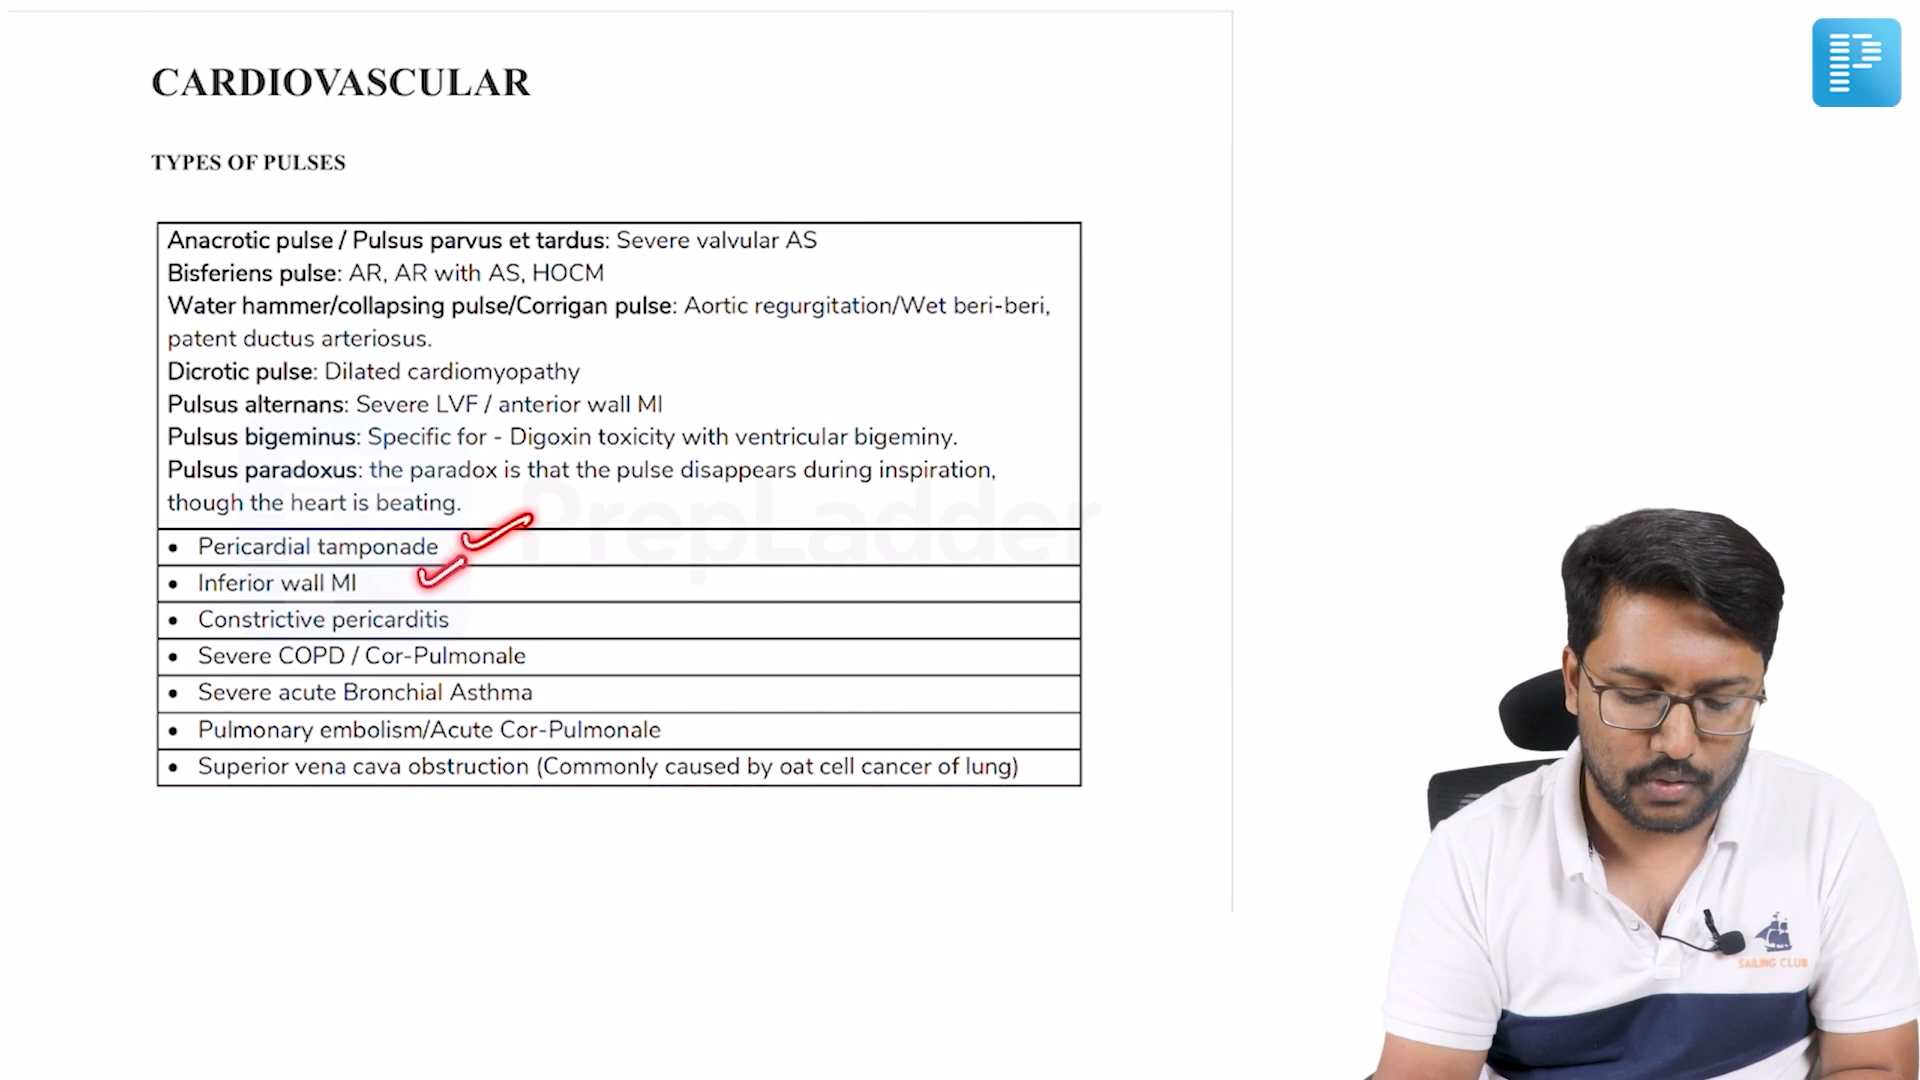 CARDIOVASCULAR
TYPES OF PULSES
Anacrotic pulse / Pulsus parvus et tardus: Severe valvular AS
Bisferiens pulse: AR, AR with AS, HOCM
Water hammer/collapsing pulse/Corrigan pulse: Aortic regurgitation/Wet beri-beri,
patent ductus arteriosus.
Dicrotic pulse: Dilated cardiomyopathy
Pulsus alternans: Severe LVF / anterior wall MI
Pulsus bigeminus: Specific for - Digoxin toxicity with ventricular bigeminy.
Pulsus paradoxus: the paradox is that the pulse disappears during inspiration,
though the heart is beating.
PrepLadder
• Pericardial tamponade
• Inferior wall MI
• Constrictive pericarditis
• Severe COPD / Cor-Pulmonale
• Severe acute Bronchial Asthma
• Pulmonary embolism/Acute Cor-Pulmonale
• Superior vena cava obstruction (Commonly caused by oat cell cancer of lung)
SAILING CLUB